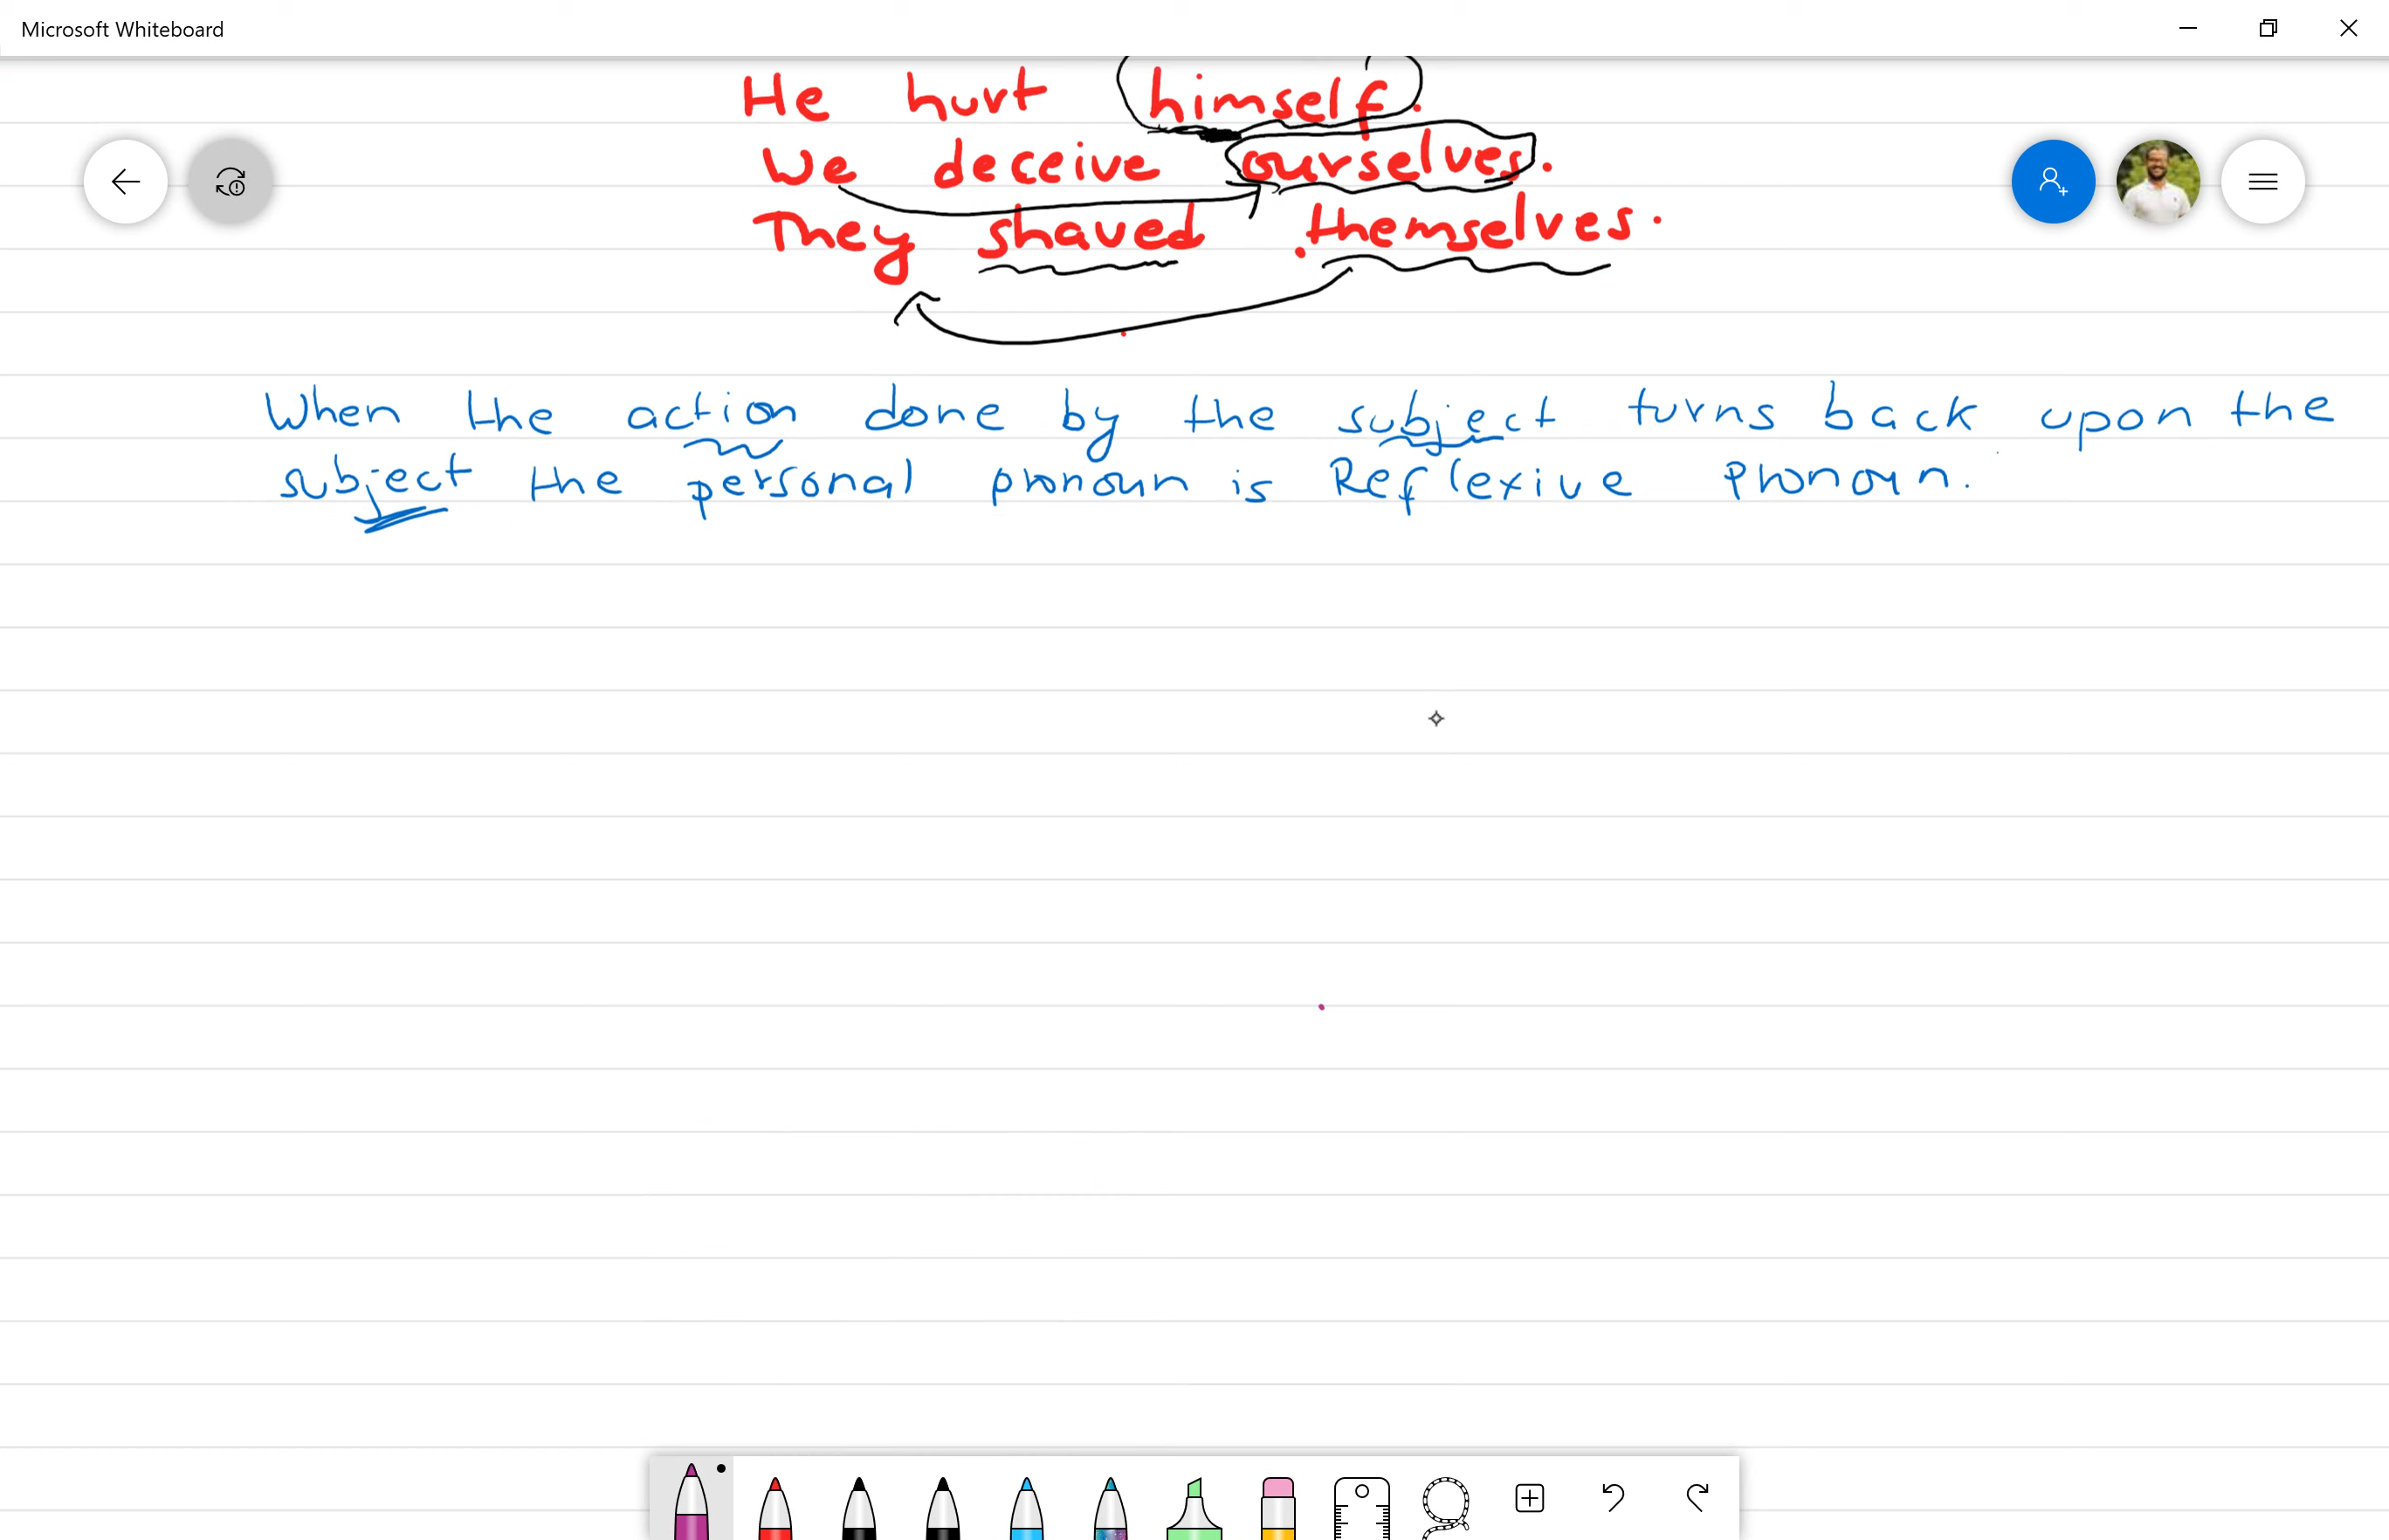 Microsoft Whiteboard
He hurt himself.
We deceive ourselves.
They shaved themselves.
When the action done by the subject turns back upon the
subject the personal pronoun is Reflexive Pronoun.